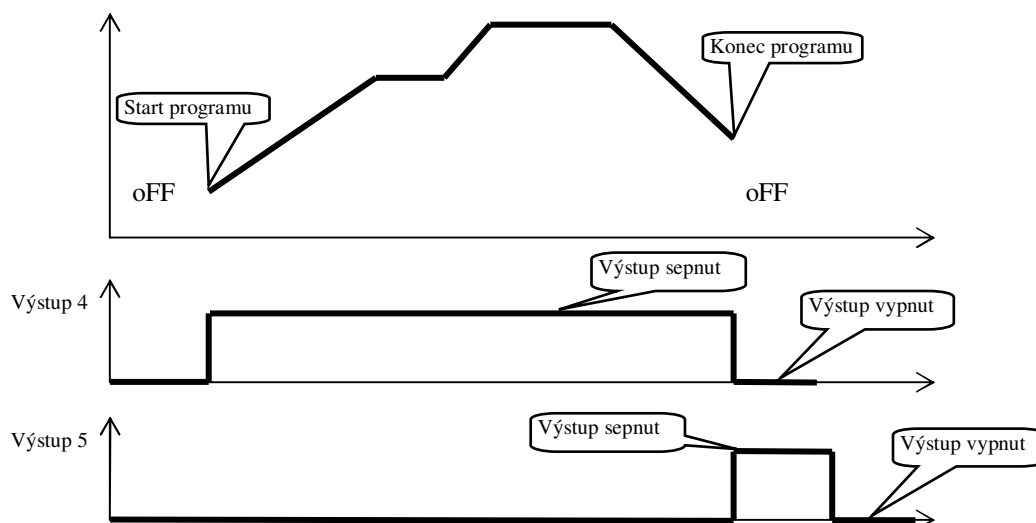 Konec programu
Start programu
oFF
oFF
Výstup sepnut
Výstup 4
Výstup vypnut
Výstup sepnut
Výstup 5
Výstup vypnut